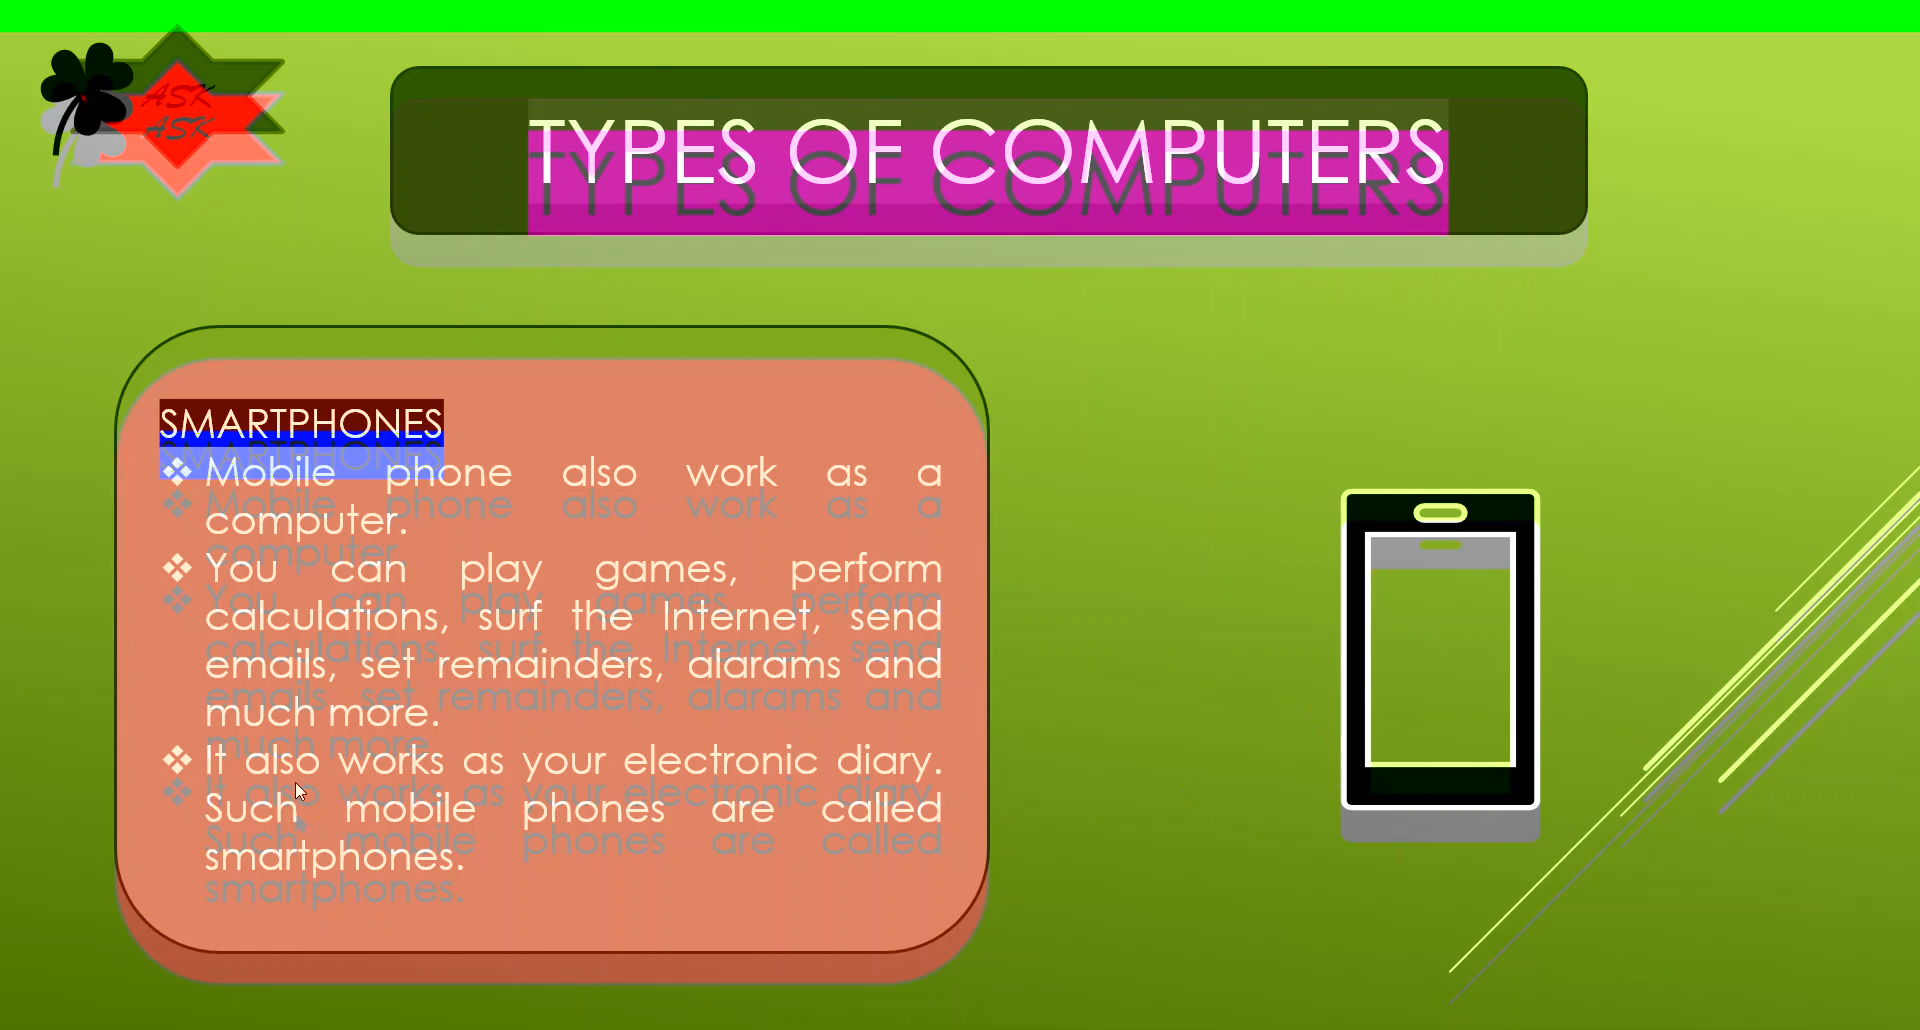 ASK
TYPES OF COMPUTERS
SMARTPHONES
❖ Mobile phone also work as a
computer.
❖ You can play games, perform
calculations, surf the Internet, send
emails, set remainders, alarams and
much more.
❖ It also works as your electronic diary.
Such mobile phones are called
smartphones.